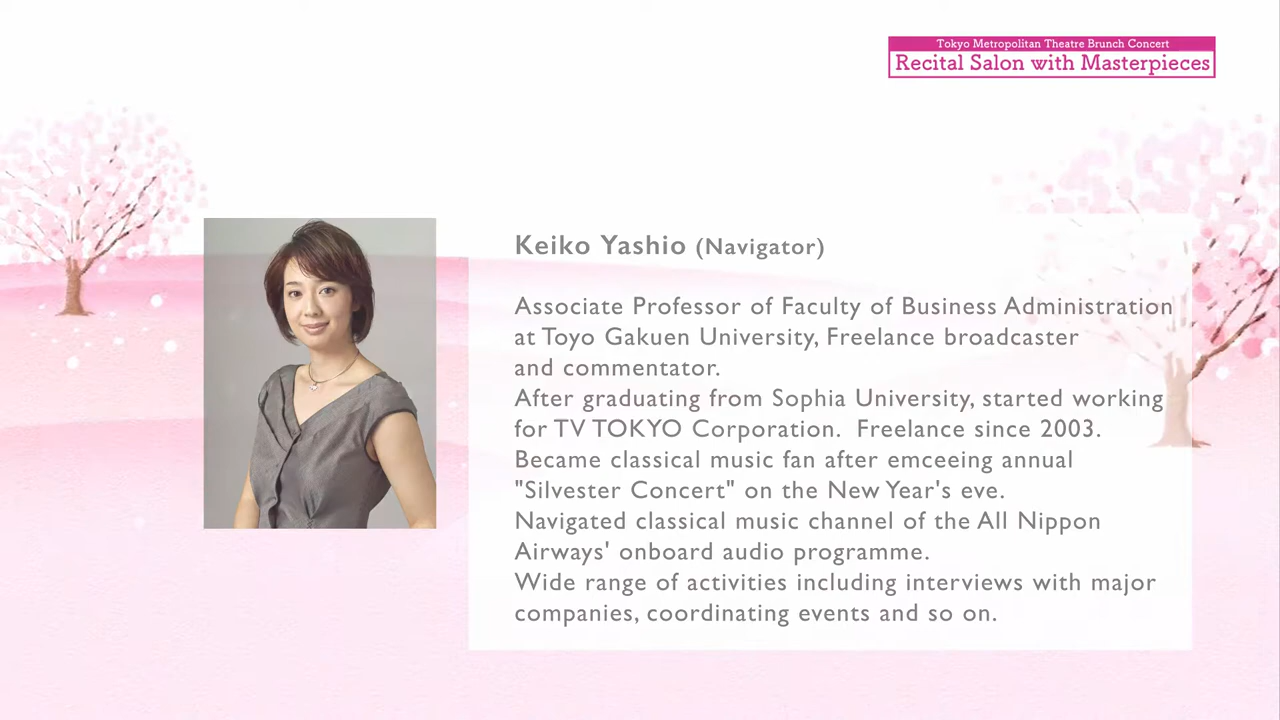 Tokyo Metropolitan Theatre Brunch Concert
Recital Salon with Masterpieces
Keiko Yashio (Navigator)
Associate Professor of Faculty of Business Administration
at Toyo Gakuen University, Freelance broadcaster
and commentator.
After graduating from Sophia University, started working
for TV TOKYO Corporation.  Freelance since 2003.
Became classical music fan after emceeing annual
"Silvester Concert" on the New Year's eve.
Navigated classical music channel of the All Nippon
Airways' onboard audio programme.
Wide range of activities including interviews with major
companies, coordinating events and so on.